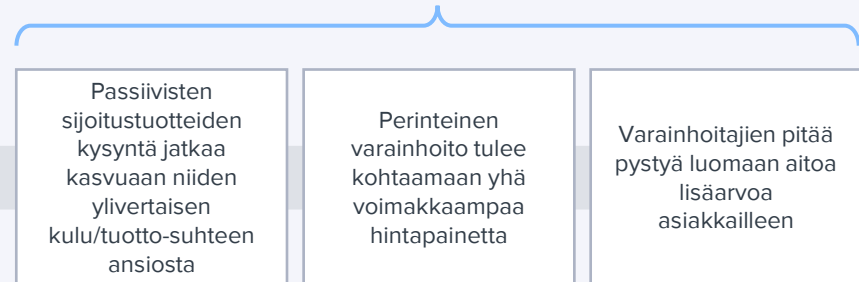 Passiivisten
sijoitustuotteiden
kysyntä jatkaa
kasvuaan niiden
ylivertaisen
kulu/tuotto-suhteen
ansiosta
Perinteinen
varainhoito tulee
kohtaamaan yhä
voimakkaampaa
hintapainetta
Varainhoitajien pitää
pystyä luomaan aitoa
lisäarvoa
asiakkailleen